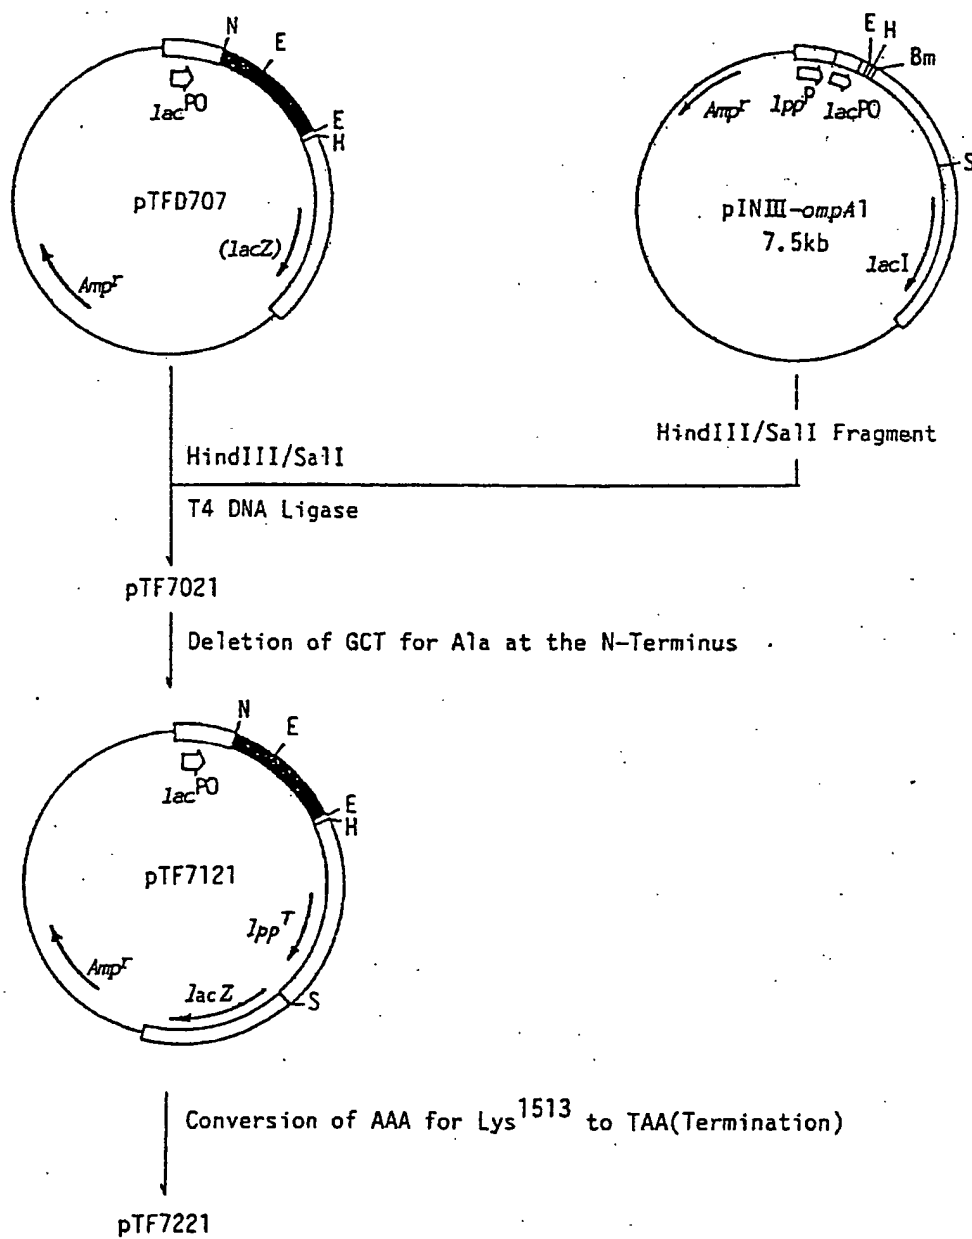 N
E
lacPO
E
H
pTFD707
(lacZ)
Ampr
E
H
Bm
Ampr
lppP
lacPO
S
pINIII-ompA1
7.5kb
lacI
HindIII/SalI Fragment
HindIII/SalI
T4 DNA Ligase
pTF7021
Deletion of GCT for Ala at the N-Terminus
N
E
lacPO
E
H
pTF7121
lppT
Ampr
lacZ
S
Conversion of AAA for Lys1513 to TAA(Termination)
pTF7221